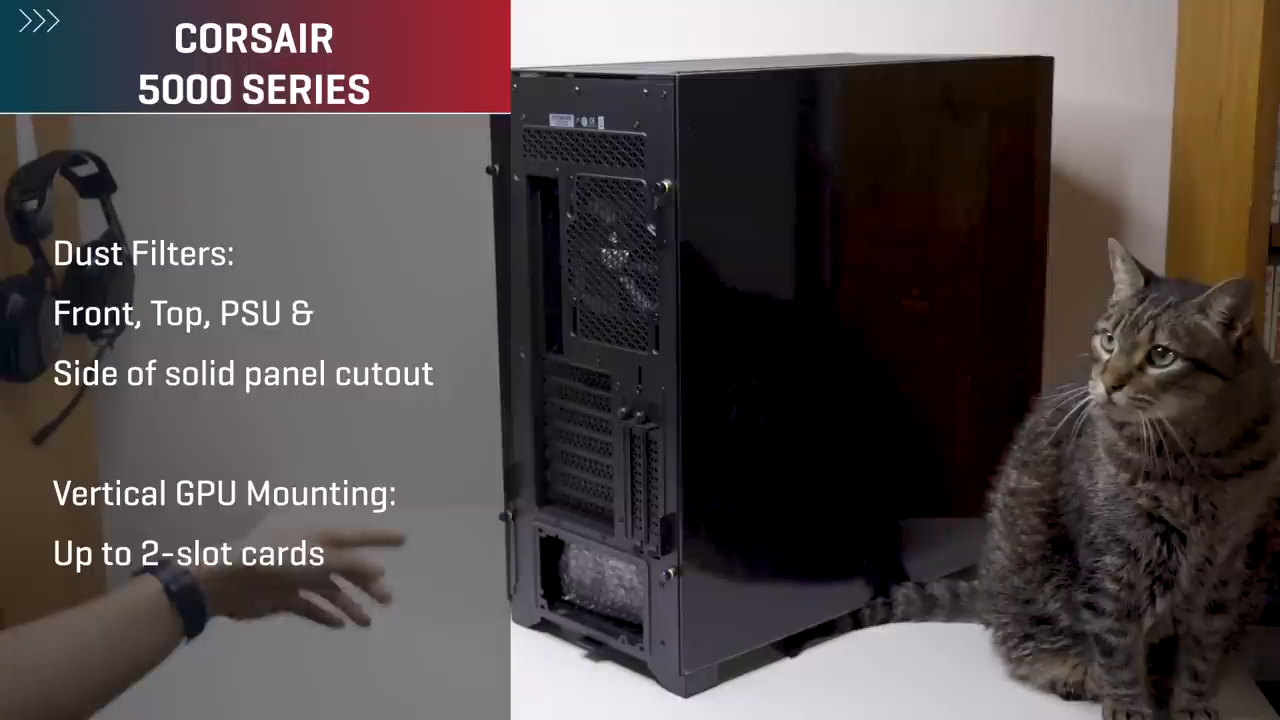 CORSAIR
5000 SERIES
Dust Filters:
Front, Top, PSU &
Side of solid panel cutout
Vertical GPU Mounting:
Up to 2-slot cards